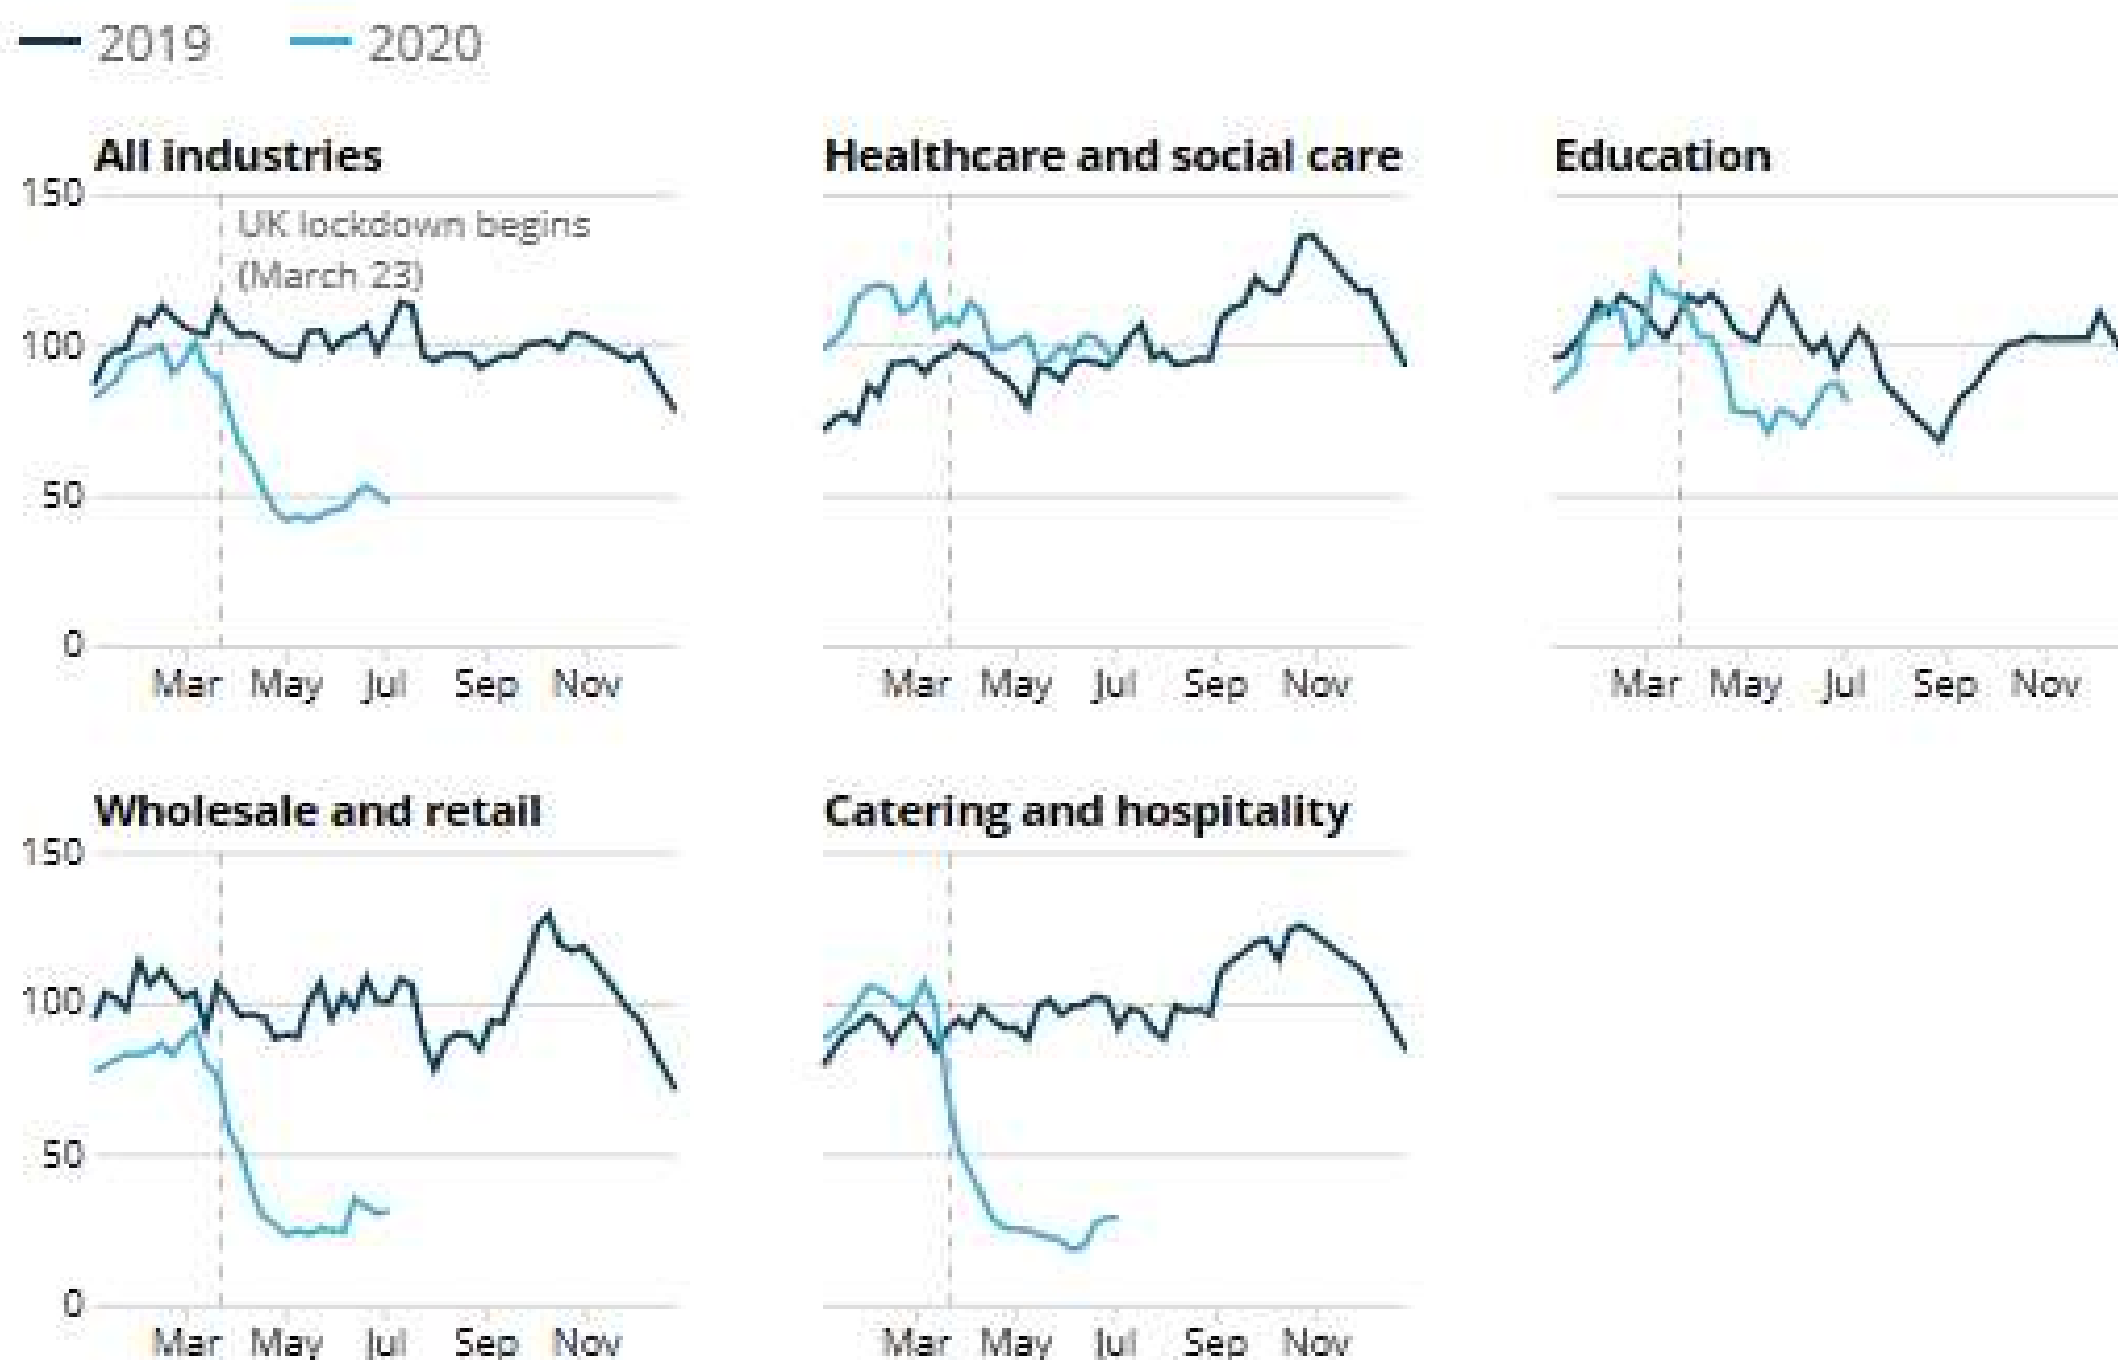 2019 2020
All industries Healthcare and social care Education
150
UK lockdown begins
(March 23)
100
50
0
Mar May Jul Sep Nov Mar May Jul Sep Nov Mar May Jul Sep Nov
Wholesale and retail Catering and hospitality
150
100
50
0
Mar May Jul Sep Nov Mar May Jul Sep Nov